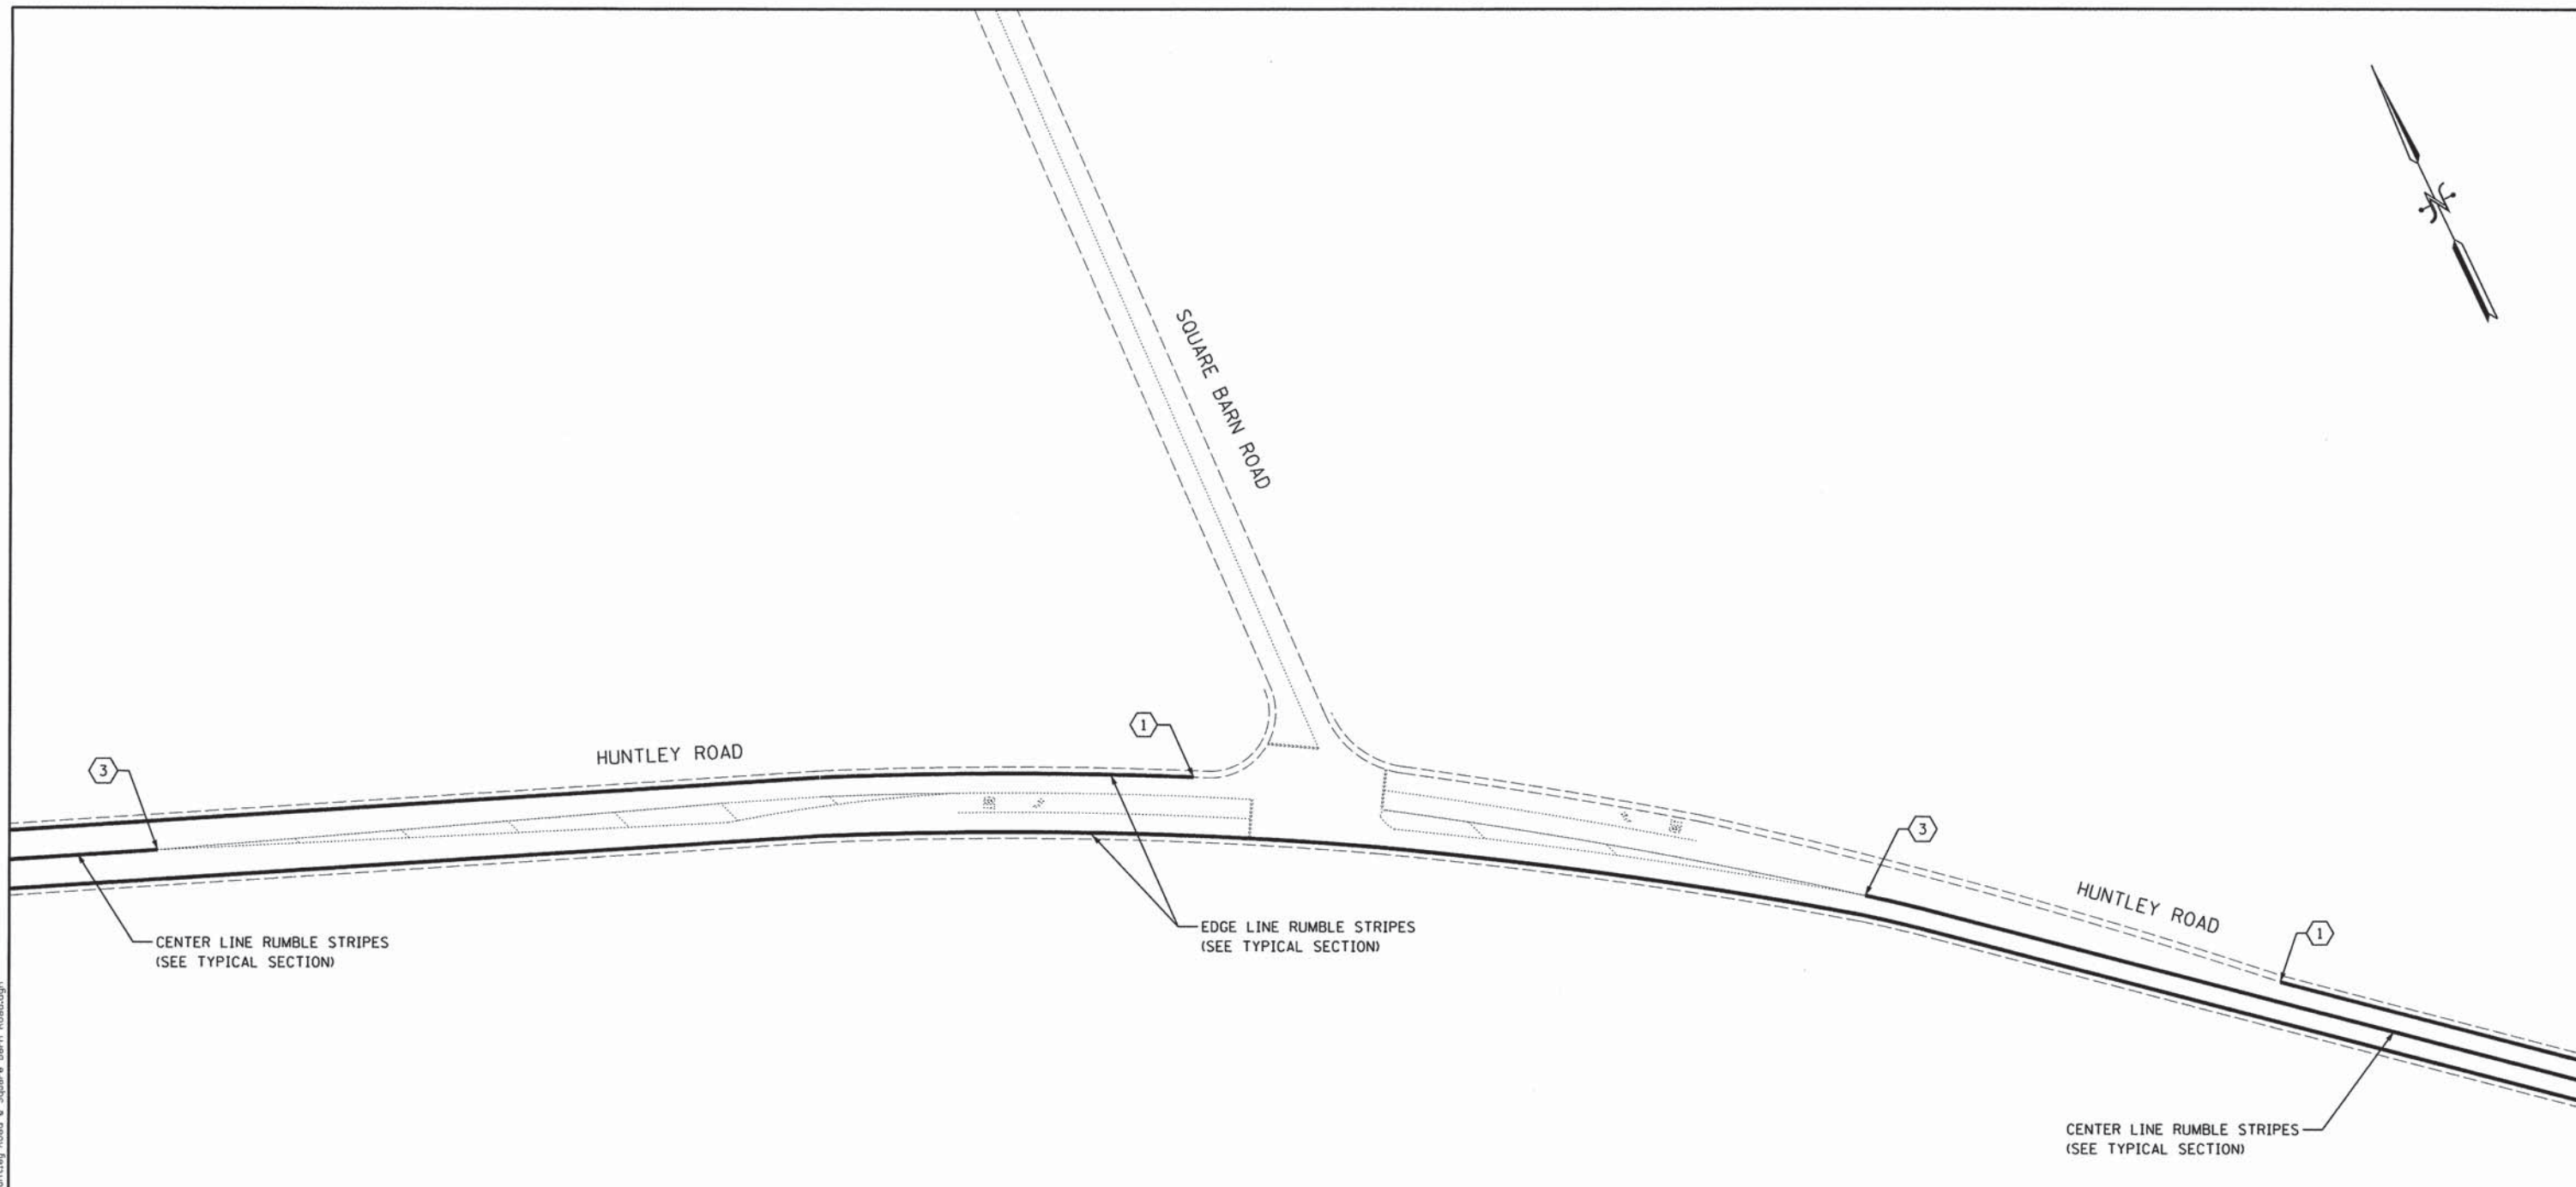 SQUARE BARN ROAD
1
HUNTLEY ROAD
3
3
HUNTLEY ROAD
1
EDGE LINE RUMBLE STRIPES
(SEE TYPICAL SECTION)
CENTER LINE RUMBLE STRIPES
(SEE TYPICAL SECTION)
CENTER LINE RUMBLE STRIPES
(SEE TYPICAL SECTION)